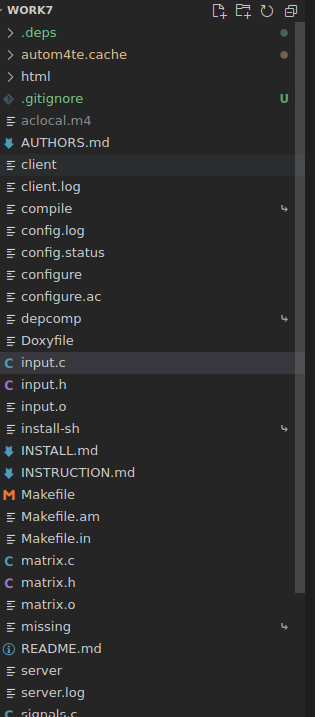 WORK7
.deps
autom4te.cache
html
.gitignore U
aclocal.m4
AUTHORS.md
client
client.log
compile
config.log
config.status
configure
configure.ac
depcomp
Doxyfile
input.c
input.h
input.o
install-sh
INSTALL.md
INSTRUCTION.md
Makefile
Makefile.am
Makefile.in
matrix.c
matrix.h
matrix.o
missing
README.md
server
server.log
signals.c